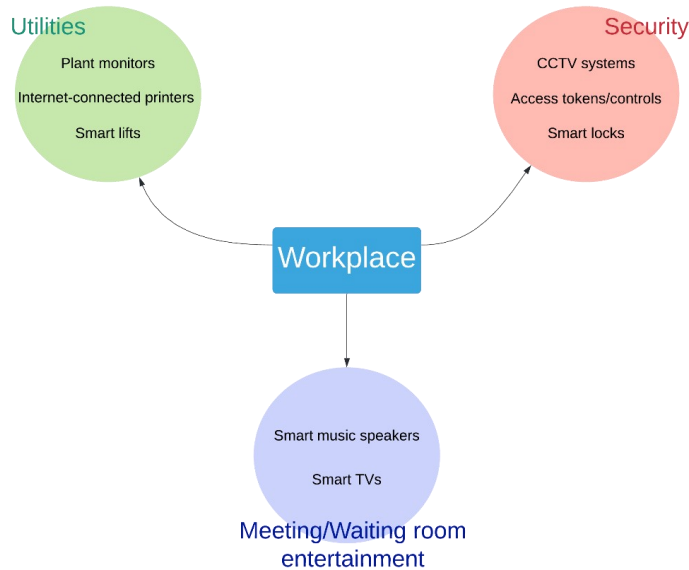 Utilities
Plant monitors
Internet-connected printers
Smart lifts
Security
CCTV systems
Access tokens/controls
Smart locks
Workplace
Smart music speakers
Smart TVs
Meeting/Waiting room
entertainment